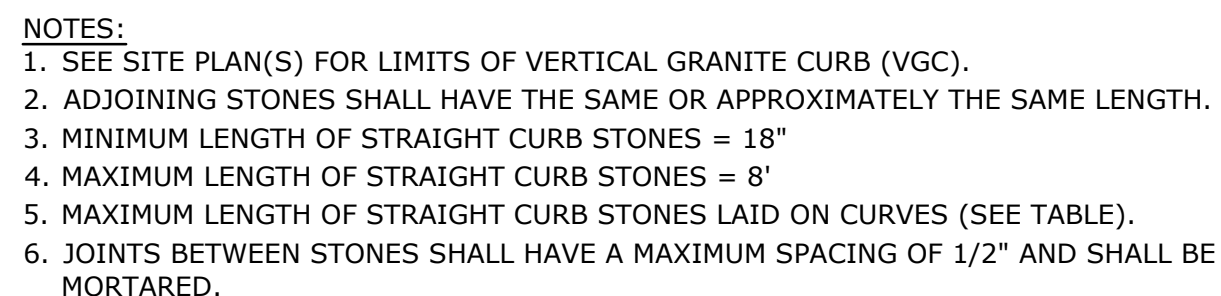 NOTES:
1. SEE SITE PLAN(S) FOR LIMITS OF VERTICAL GRANITE CURB (VGC).
2. ADJOINING STONES SHALL HAVE THE SAME OR APPROXIMATELY THE SAME LENGTH.
3. MINIMUM LENGTH OF STRAIGHT CURB STONES = 18"
4. MAXIMUM LENGTH OF STRAIGHT CURB STONES = 8'
5. MAXIMUM LENGTH OF STRAIGHT CURB STONES LAID ON CURVES (SEE TABLE).
6. JOINTS BETWEEN STONES SHALL HAVE A MAXIMUM SPACING OF 1/2" AND SHALL BE
MORTARED.